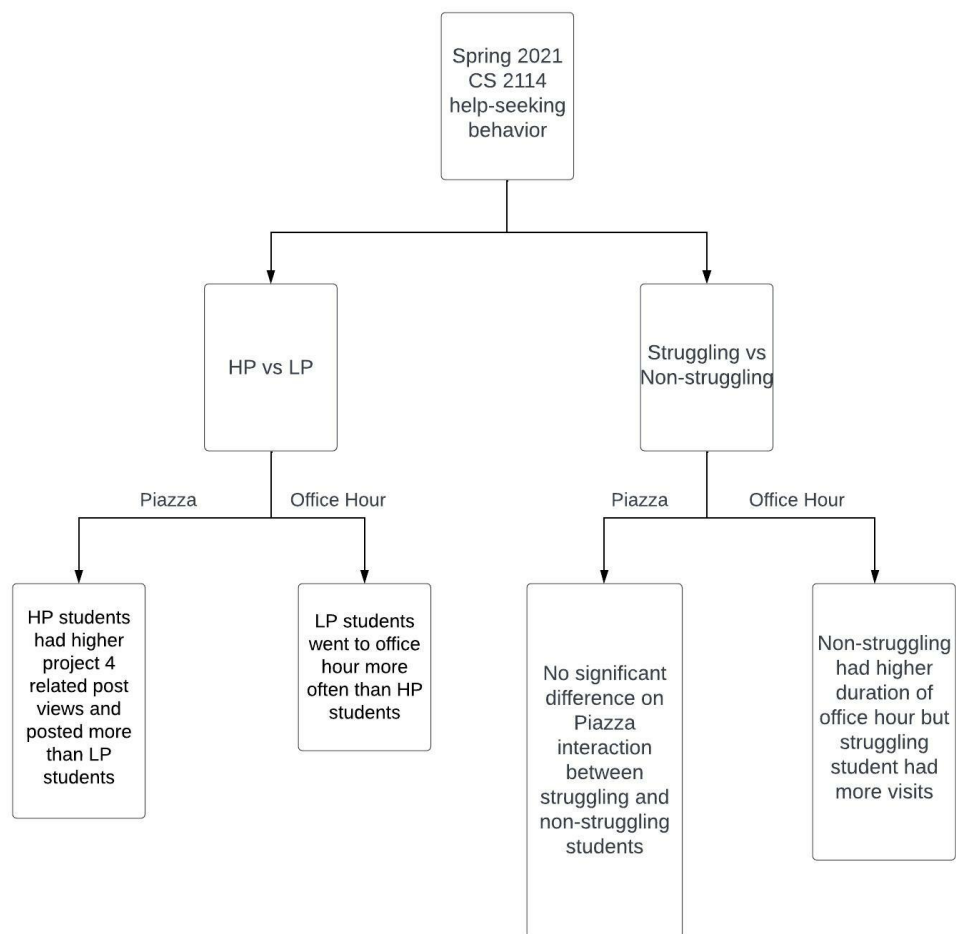 Spring 2021
CS 2114
help-seeking
behavior
HP vs LP
Struggling vs
Non-struggling
Piazza
Office Hour
Piazza
Office Hour
HP students
had higher
project 4
related post
views and
posted more
than LP
students
LP students
went to office
hour more
often than HP
students
No significant
difference on
Piazza
interaction
between
struggling and
non-struggling
students
Non-struggling
had higher
duration of
office hour but
struggling
student had
more visits